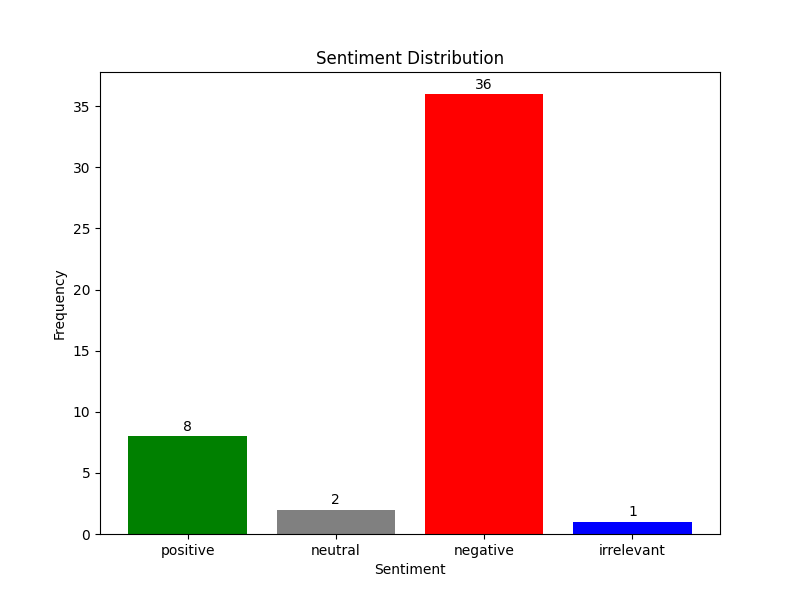 Sentiment Distribution
36
35
30
25
20
15
10
5
0
8
2
1
Frequency
positive
neutral
negative
irrelevant
Sentiment